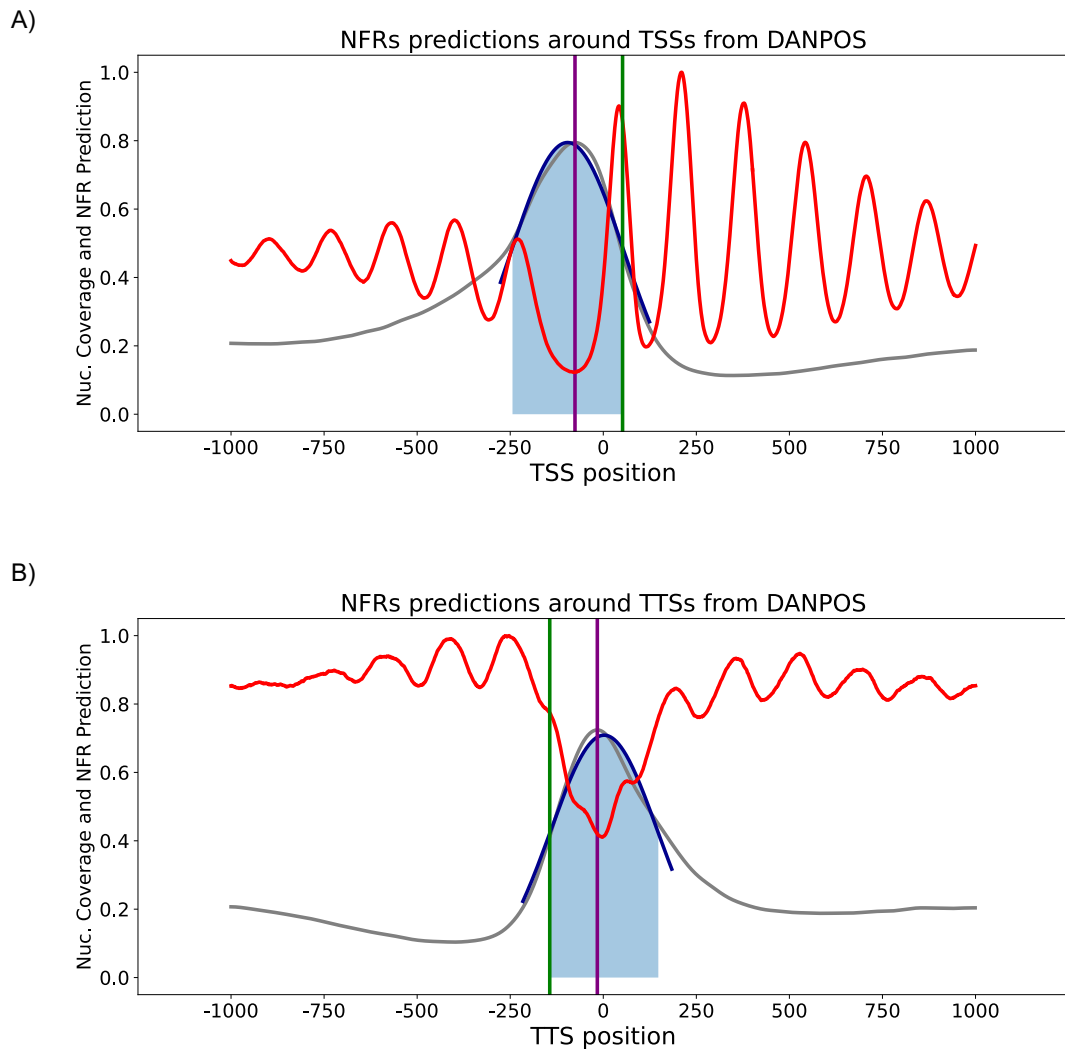 A)
NFRs predictions around TSSs from DANPOS
Nuc. Coverage and NFR Prediction
1.0
0.8
0.6
0.4
0.2
0.0
-1000 -750 -500 -250 0 250 500 750 1000
TSS position
B)
NFRs predictions around TTSs from DANPOS
Nuc. Coverage and NFR Prediction
1.0
0.8
0.6
0.4
0.2
0.0
-1000 -750 -500 -250 0 250 500 750 1000
TTS position